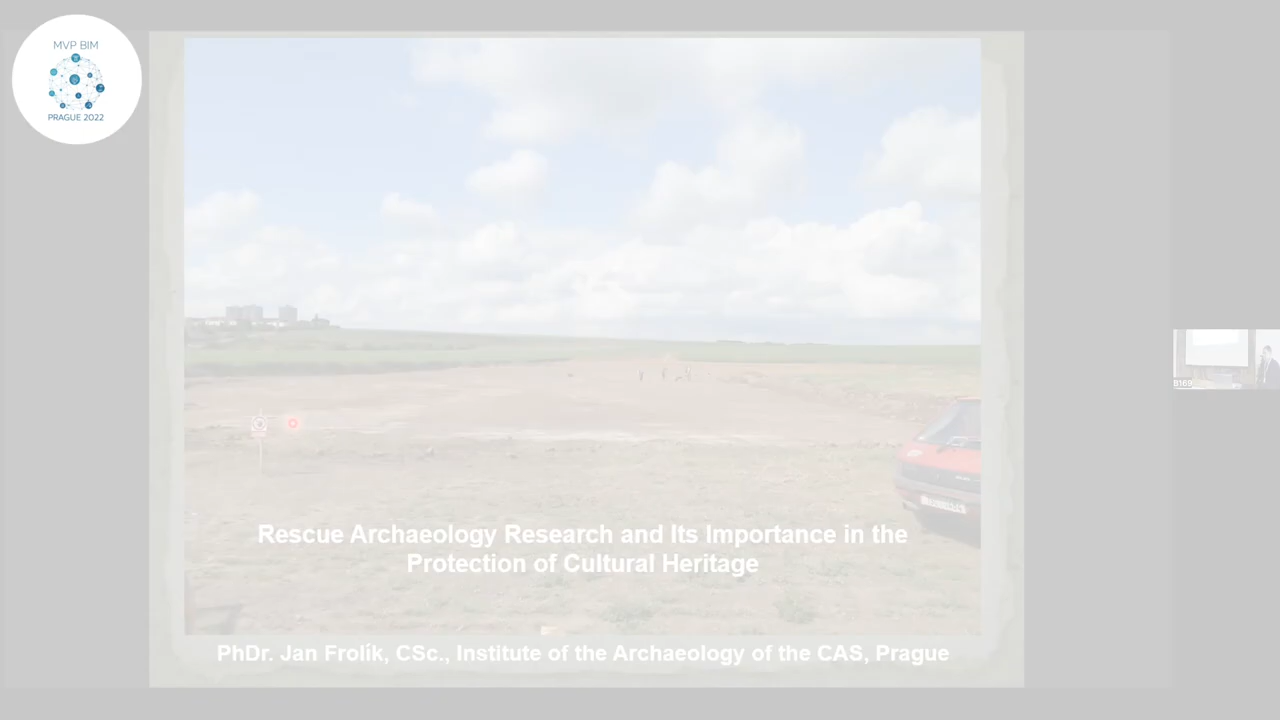 MVP BIM
PRAGUE 2022
B169
Rescue Archaeology Research and Its Importance in the
Protection of Cultural Heritage
PhDr. Jan Frolík, CSc., Institute of the Archaeology of the CAS, Prague